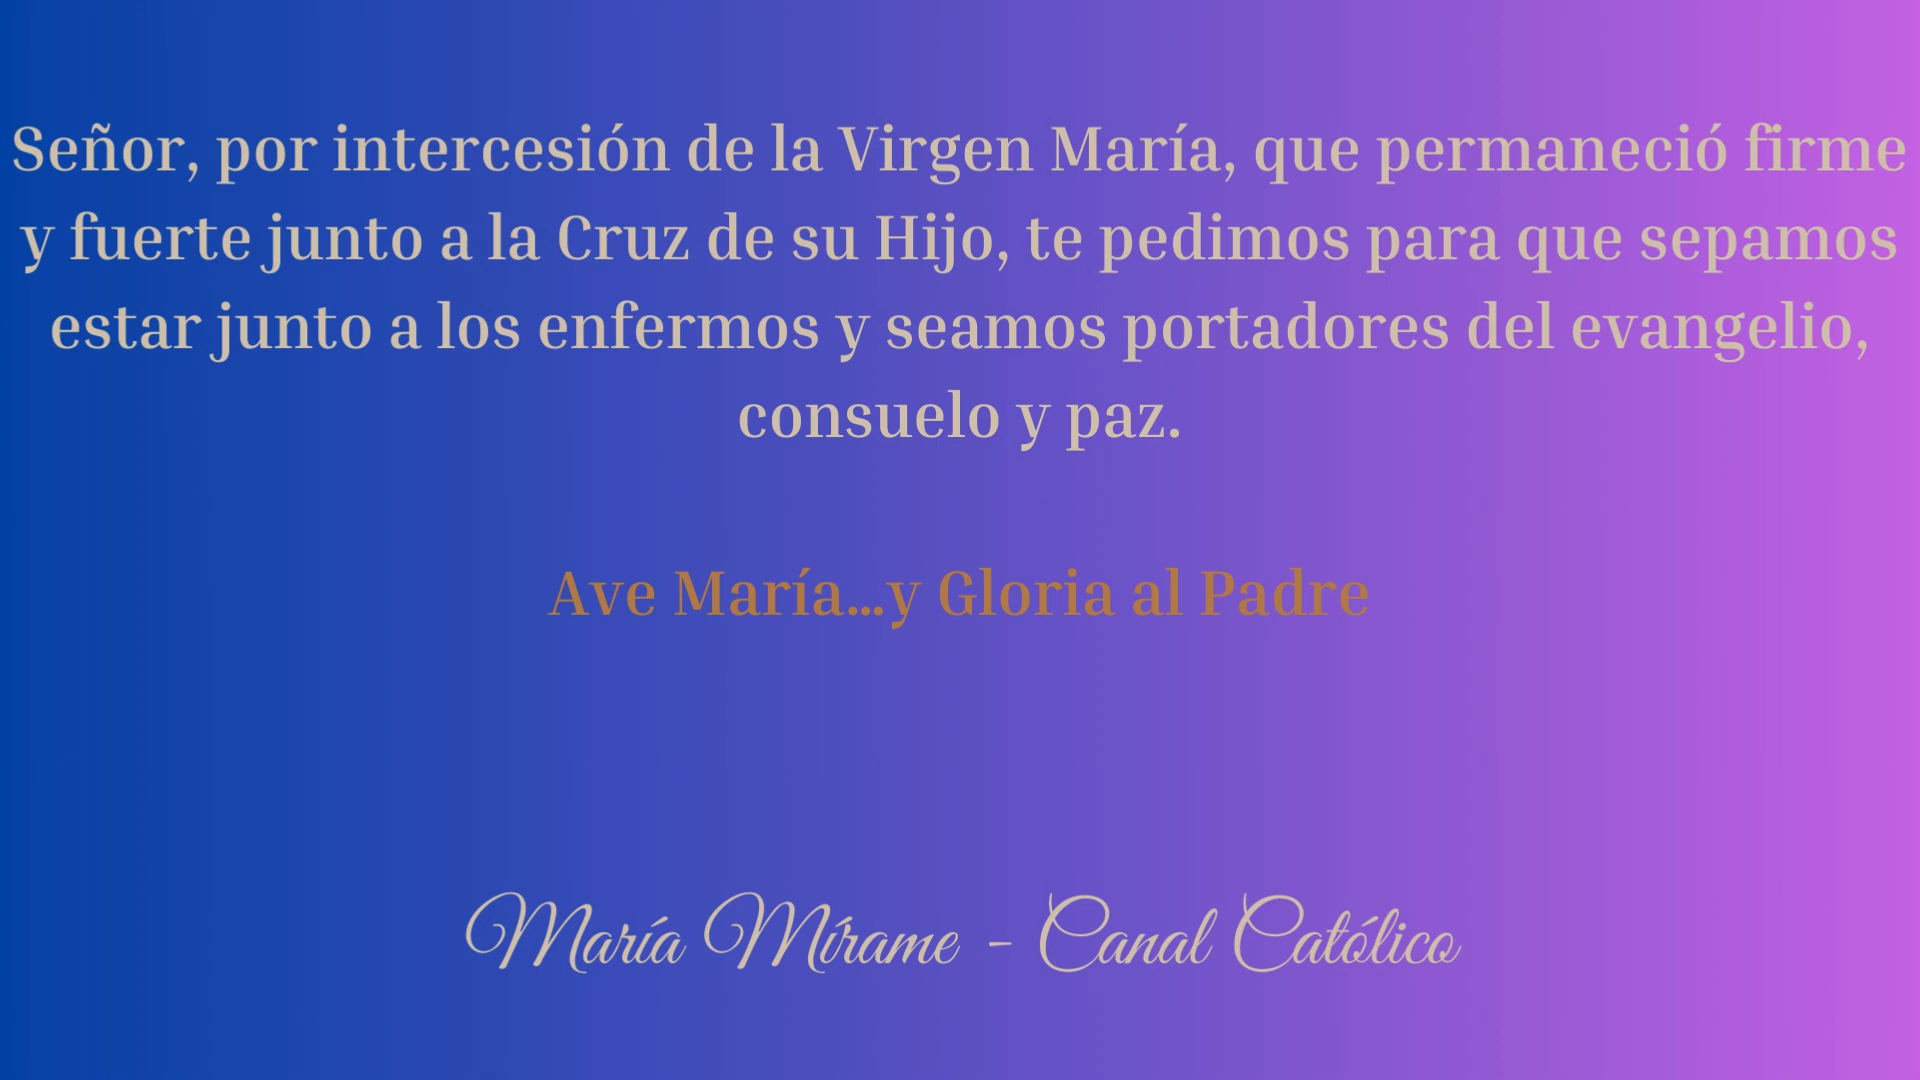 Señor, por intercesión de la Virgen María, que permaneció firme
y fuerte junto a la Cruz de su Hijo, te pedimos para que sepamos
estar junto a los enfermos y seamos portadores del evangelio,
consuelo y paz.
Ave María...y Gloria al Padre
María Mírame - Canal Católico